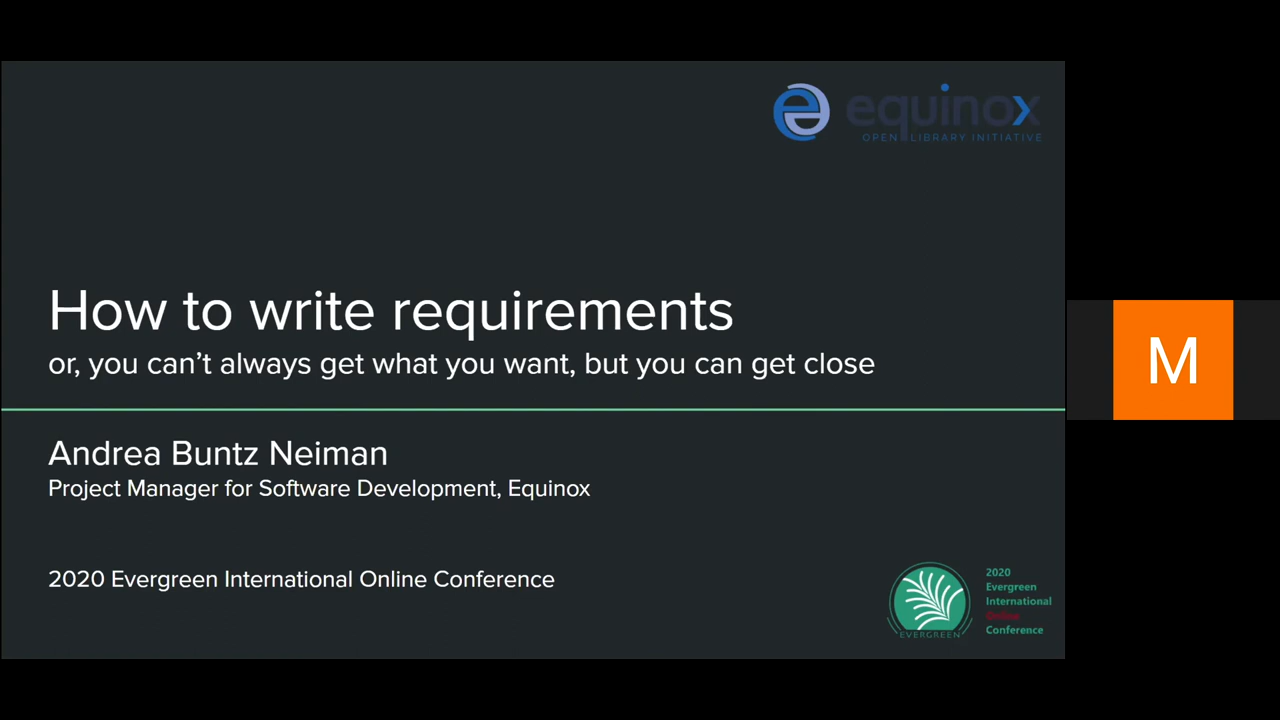 equinox
OPEN LIBRARY INITIATIVE
How to write requirements
or, you can’t always get what you want, but you can get close
M
Andrea Buntz Neiman
Project Manager for Software Development, Equinox
2020 Evergreen International Online Conference
EVERGREEN
2020
Evergreen
International
Online
Conference